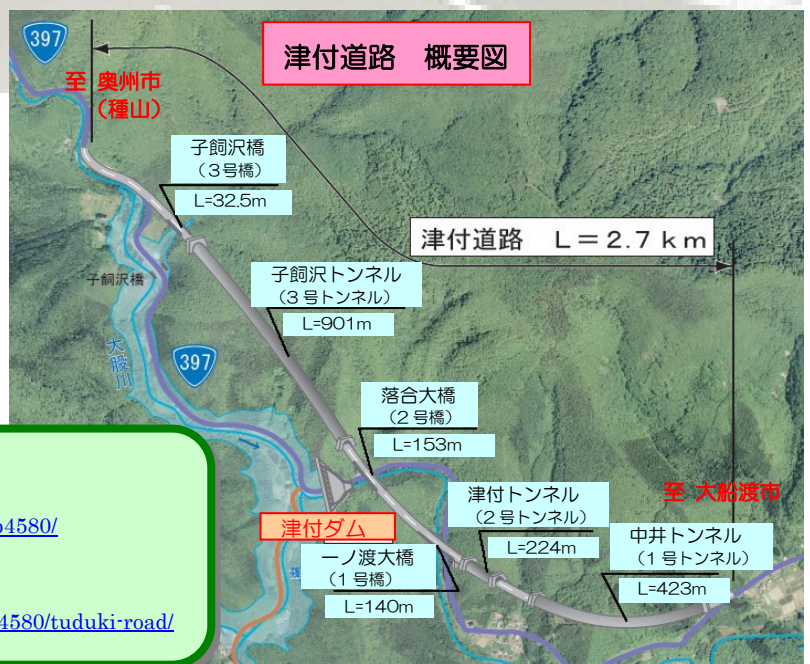 397
津付道路 概要図
至 奥州市
(種山)
子飼沢橋
(3号橋)
L=32.5m
津付道路 L=2.7km
子飼沢橋
子飼沢トンネル
(3号トンネル)
L=901m
大股川
397
落合大橋
(2号橋)
L=153m
至 大船渡市
津付トンネル
(2号トンネル)
L=224m
中井トンネル
(1号トンネル)
L=423m
津付ダム
一ノ渡大橋
(1号橋)
L=140m
4580/
4580/tuduki-road/